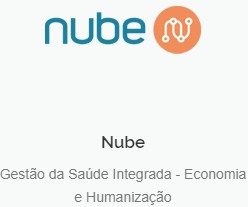 nube
Nube
Gestão da Saúde Integrada - Economia
e Humanização